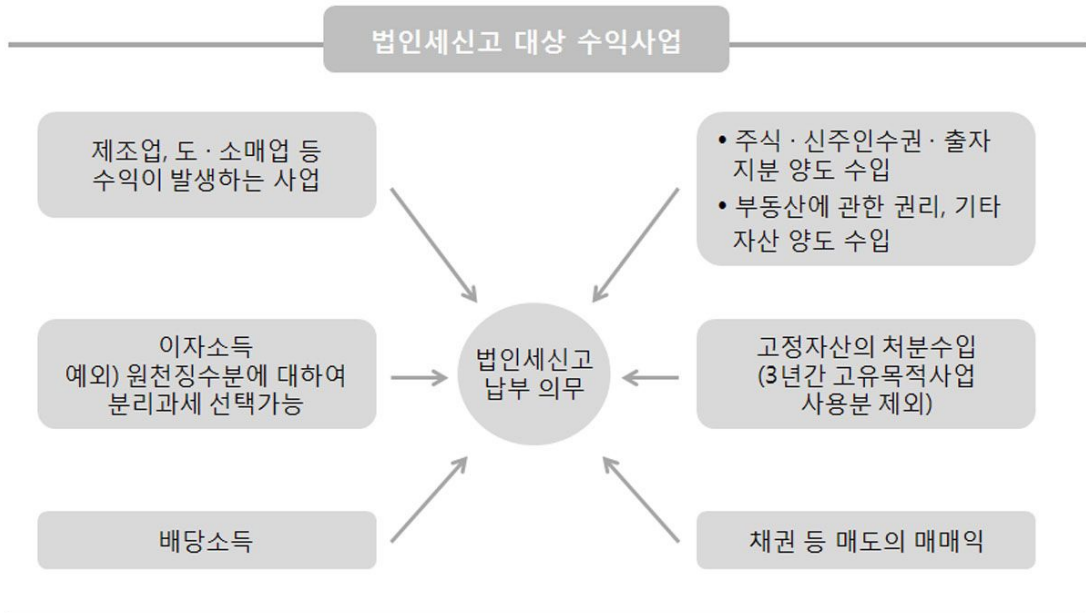 법인세신고 대상 수익사업
제조업, 도 · 소매업 등
수익이 발생하는 사업
이자소득
예외) 원천징수분에 대하여
분리과세 선택가능
배당소득
법인세신고
납부 의무
• 주식 · 신주인수권 · 출자
지분 양도 수입
• 부동산에 관한 권리, 기타
자산 양도 수입
고정자산의 처분수입
(3년간 고유목적사업
사용분 제외)
채권 등 매도의 매매익